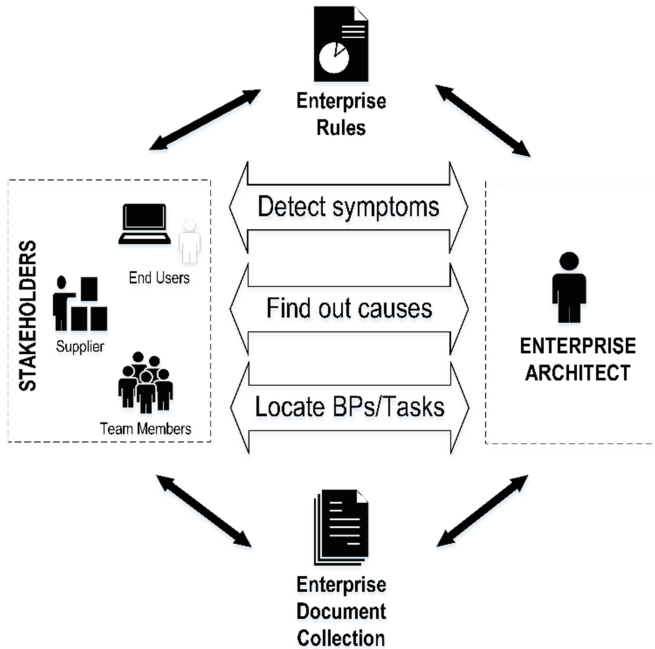 Enterprise
Rules
STAKEHOLDERS
End Users
Supplier
Team Members
Detect symptoms
Find out causes
Locate BPs/Tasks
ENTERPRISE
ARCHITECT
Enterprise
Document
Collection